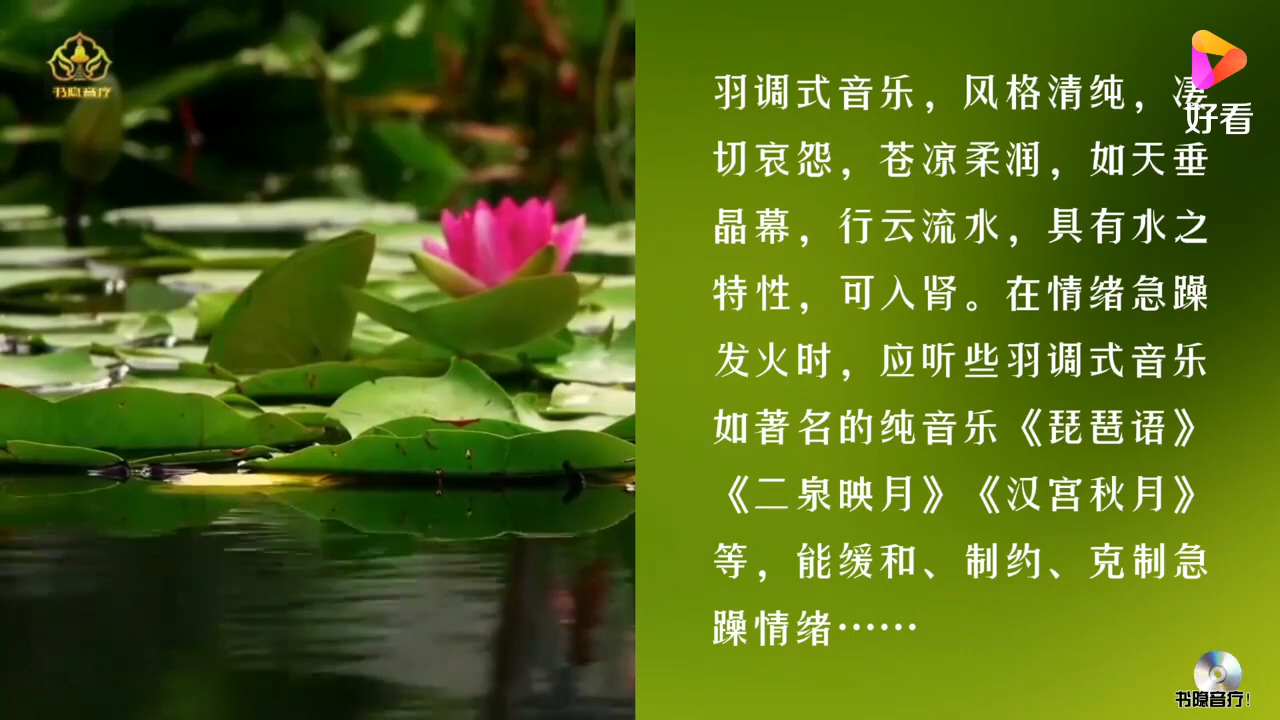 书隐音疗
好看
羽调式音乐，风格清纯，凄
切哀怨，苍凉柔润，如天垂
晶幕，行云流水，具有水之
特性，可入肾。在情绪急躁
发火时，应听些羽调式音乐
如著名的纯音乐《琵琶语》
《二泉映月》《汉宫秋月》
等，能缓和、制约、克制急
躁情绪……
书隐音疗!